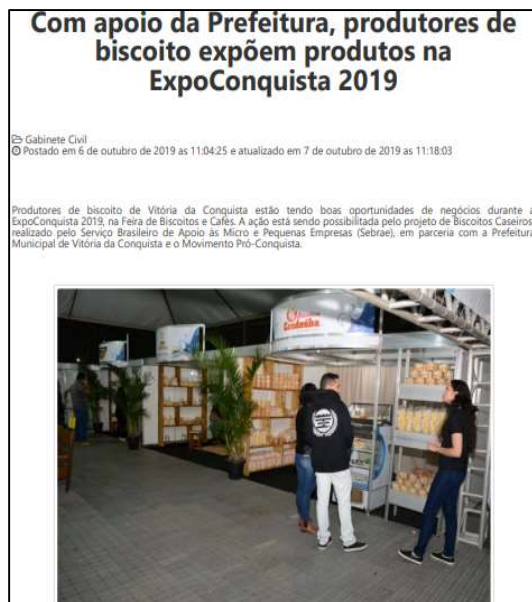 Com apoio da Prefeitura, produtores de
biscoito expõem produtos na
ExpoConquista 2019
Gabinete Civil
Postado em 6 de outubro de 2019 as 11:04:25 e atualizado em 7 de outubro de 2019 as 11:18:03
Produtores de biscoito de Vitória da Conquista estão tendo boas oportunidades de negócios durante a
ExpoConquista 2019, na Feira de Biscoitos e Cafés. A ação está sendo possibilitada pelo projeto de Biscoitos Caseiros
realizado pelo Serviço Brasileiro de Apoio às Micro e Pequenas Empresas (Sebrae), em parceria com a Prefeitura
Municipal de Vitória da Conquista e o Movimento Pró-Conquista.